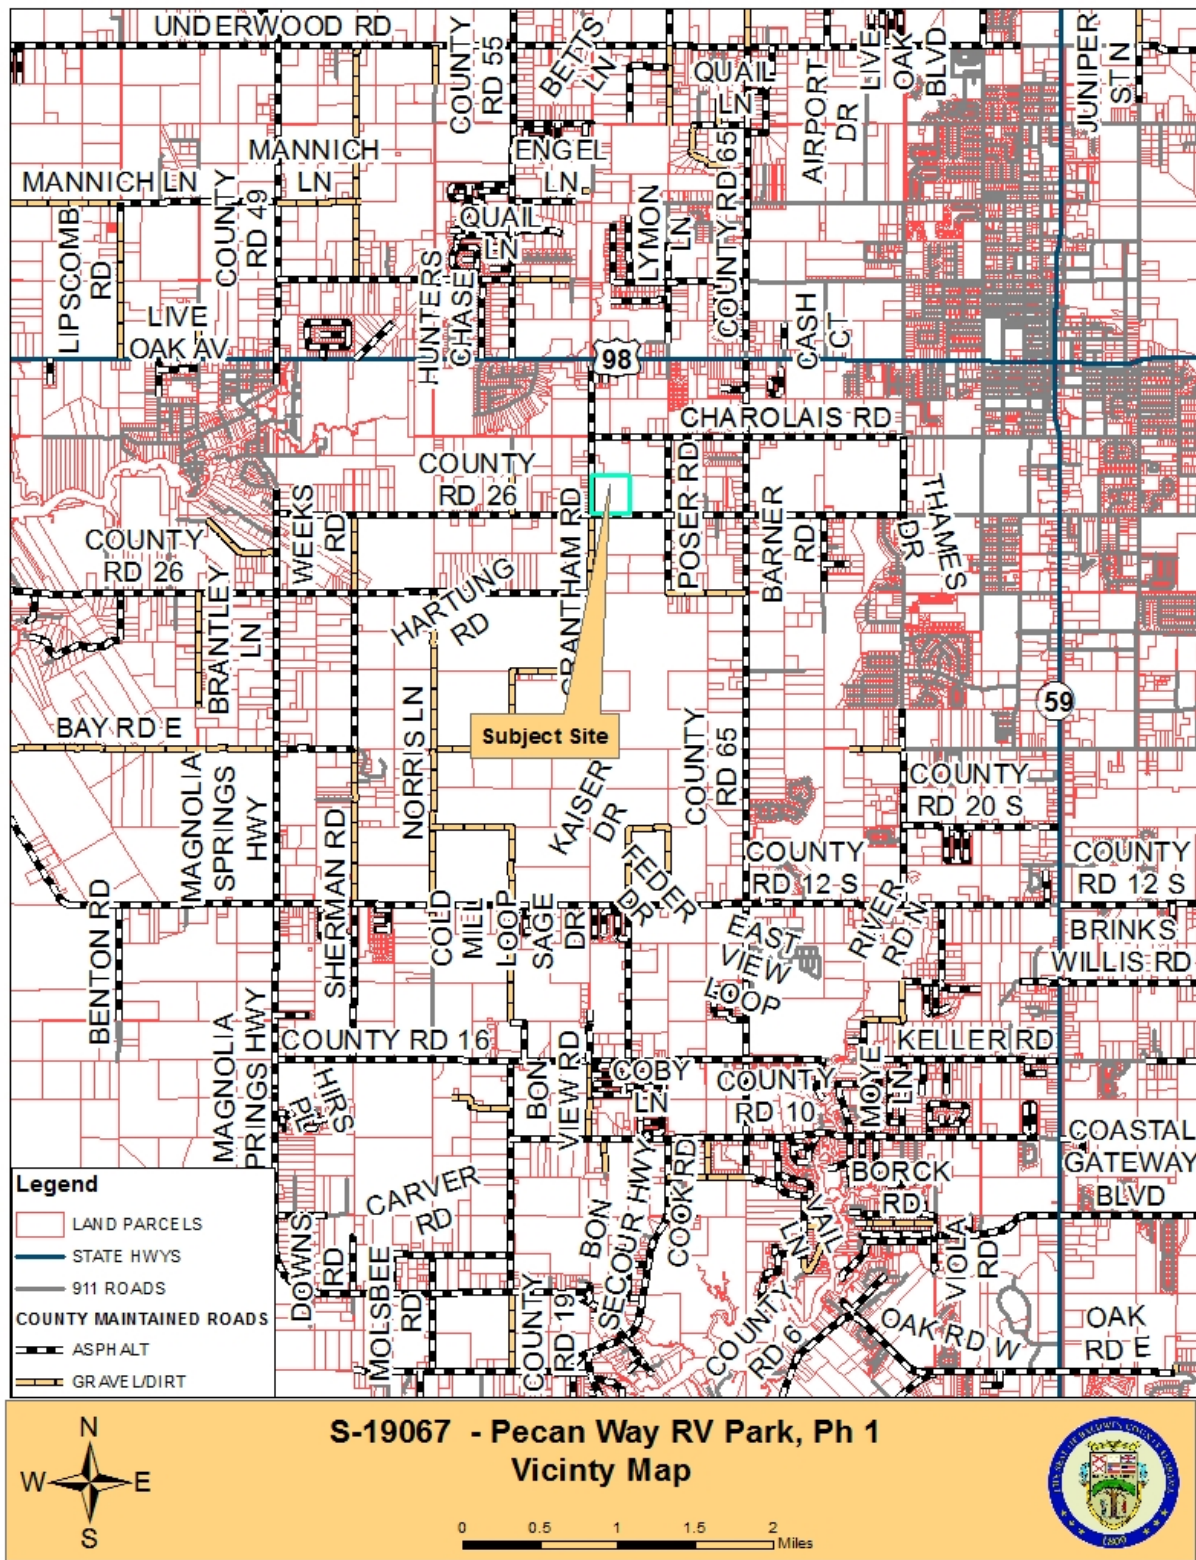 UNDERWOOD RD
COUNTY
RD 55
BETTS
LN
QUAIL
LN
AIRPORT
DR
LIVE
OAK
BLVD
JUNIPER
ST N
MANNICH LN
MANNICH
LN
ENGEL
LN
LIPSCOMB
RD
COUNTY
RD 49
QUAIL
LN
LYMON
LN
COUNTY RD 65
LIVE
OAK AV
HUNTERS
CHASE
98
CASH
CT
CHAROLAIS RD
COUNTY
RD 26
COUNTY
RD 26
WEEKS
RD
GRANTHAM RD
POSER RD
BARNER
RD
THAMES
DR
BRANTLEY
LN
HARTUNG
RD
BAY RD E
NORRIS LN
Subject Site
COUNTY
RD 65
59
MAGNOLIA
SPRINGS
HWY
KAISER
DR
COUNTY
RD 20 S
SHERMAN RD
FEDER
DR
COUNTY
RD 12 S
COUNTY
RD 12 S
BENTON RD
COLD
MILL
LOOP
SAGE
DR
EAST
VIEW
LOOP
RIVER
RD N
BRINKS
WILLIS RD
MAGNOLIA
PRINGS HWY
COUNTY RD 16
BON
VIEW RD
COBY
LN
COUNTY
RD 10
MOYE
LN
KELLER RD
HIRS
RD
COASTAL
GATEWAY
BLVD
CARVER
RD
BON
SECOUR HWY
COOK RD
BORCK
RD
VAIL
LN
VIOLA
RD
DOWNS
RD
MOLSBEE
RD
COUNTY
RD 19
COUNTY
RD 6
OAK RD W
OAK
RD E
Legend
LAND PARCELS
STATE HWYS
911 ROADS
COUNTY MAINTAINED ROADS
ASPHALT
GRAVEL/DIRT
N
W
E
S
S-19067 - Pecan Way RV Park, Ph 1
Vicinty Map
0 0.5 1 1.5 2
Miles